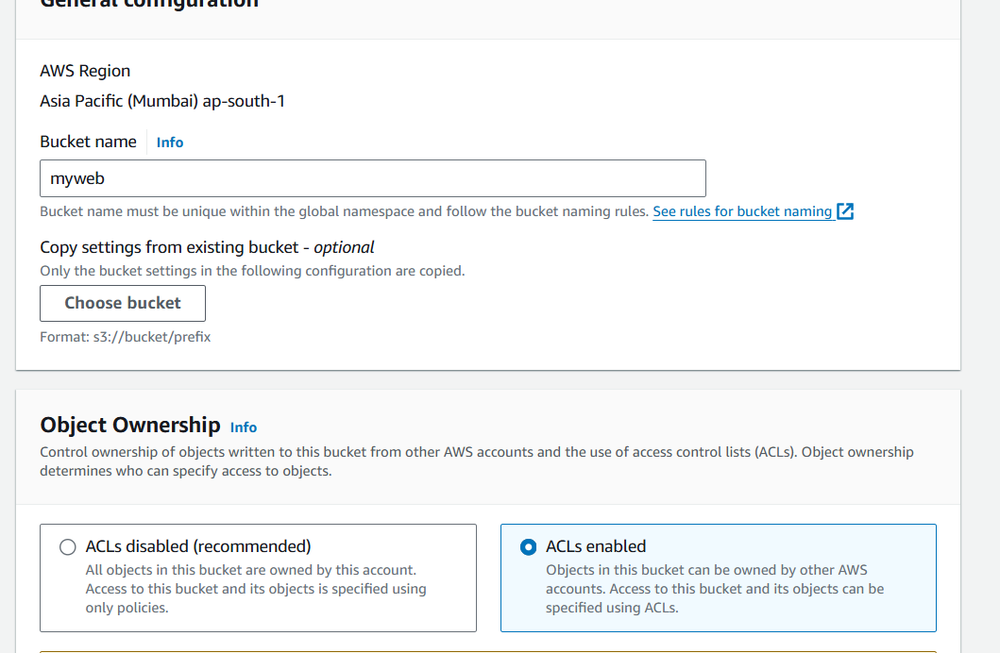 General configuration
AWS Region
Asia Pacific (Mumbai) ap-south-1
Bucket name Info
myweb
Bucket name must be unique within the global namespace and follow the bucket naming rules. See rules for bucket naming
Copy settings from existing bucket - optional
Only the bucket settings in the following configuration are copied.
Choose bucket
Format: s3://bucket/prefix
Object Ownership Info
Control ownership of objects written to this bucket from other AWS accounts and the use of access control lists (ACLs). Object ownership
determines who can specify access to objects.
ACLs disabled (recommended)
All objects in this bucket are owned by this account.
Access to this bucket and its objects is specified using
only policies.
ACLs enabled
Objects in this bucket can be owned by other AWS
accounts. Access to this bucket and its objects can be
specified using ACLs.